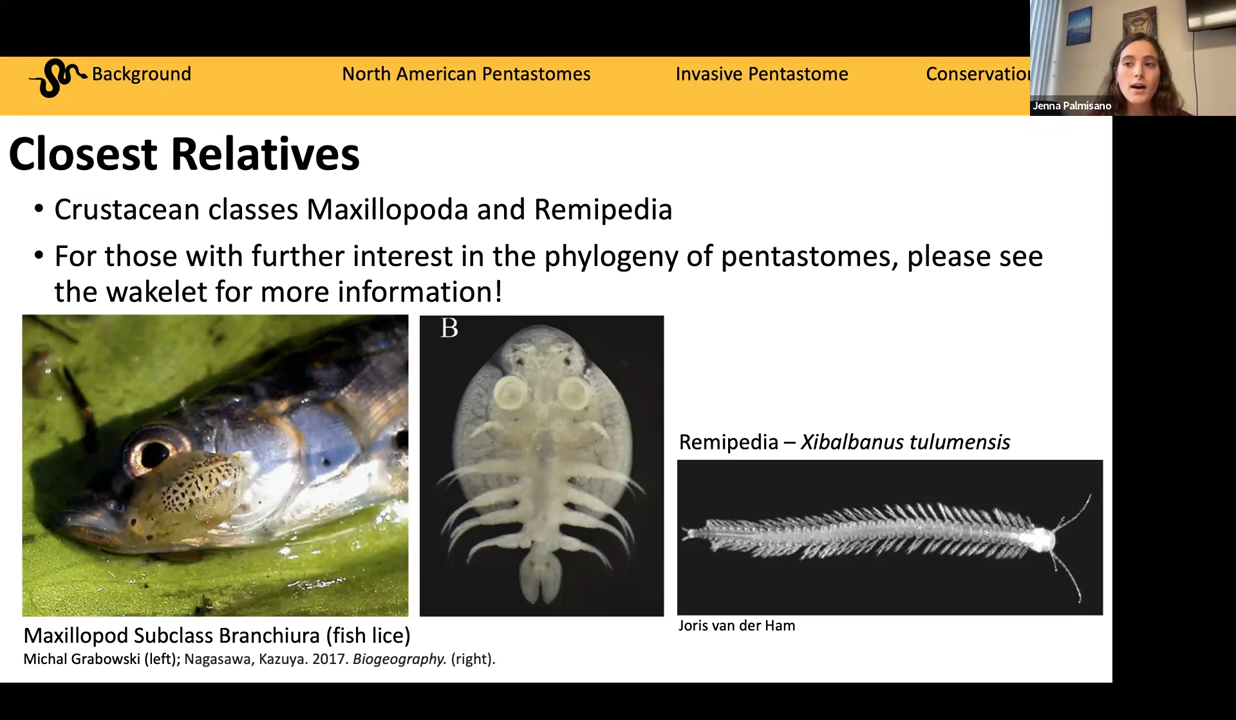 Background
North American Pentastomes
Invasive Pentastome
Conservation
Jenna Palmisano
Closest Relatives
• Crustacean classes Maxillopoda and Remipedia
• For those with further interest in the phylogeny of pentastomes, please see
the wakelet for more information!
B
Remipedia – Xibalbanus tulumensis
Joris van der Ham
Maxillopod Subclass Branchiura (fish lice)
Michal Grabowski (left); Nagasawa, Kazuya. 2017. Biogeography. (right).